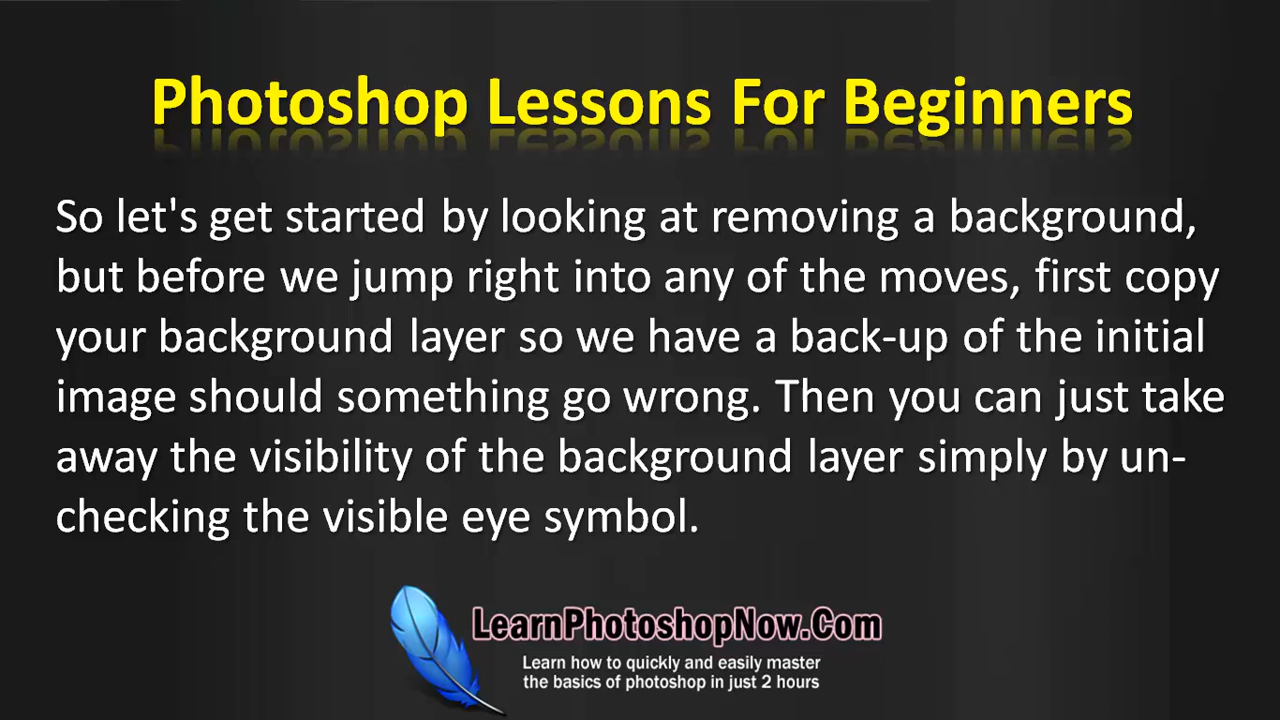 Photoshop Lessons For Beginners
So let's get started by looking at removing a background,
but before we jump right into any of the moves, first copy
your background layer so we have a back-up of the initial
image should something go wrong. Then you can just take
away the visibility of the background layer simply by un-
checking the visible eye symbol.
LearnPhotoshopNow.Com
Learn how to quickly and easily master
the basics of photoshop in just 2 hours